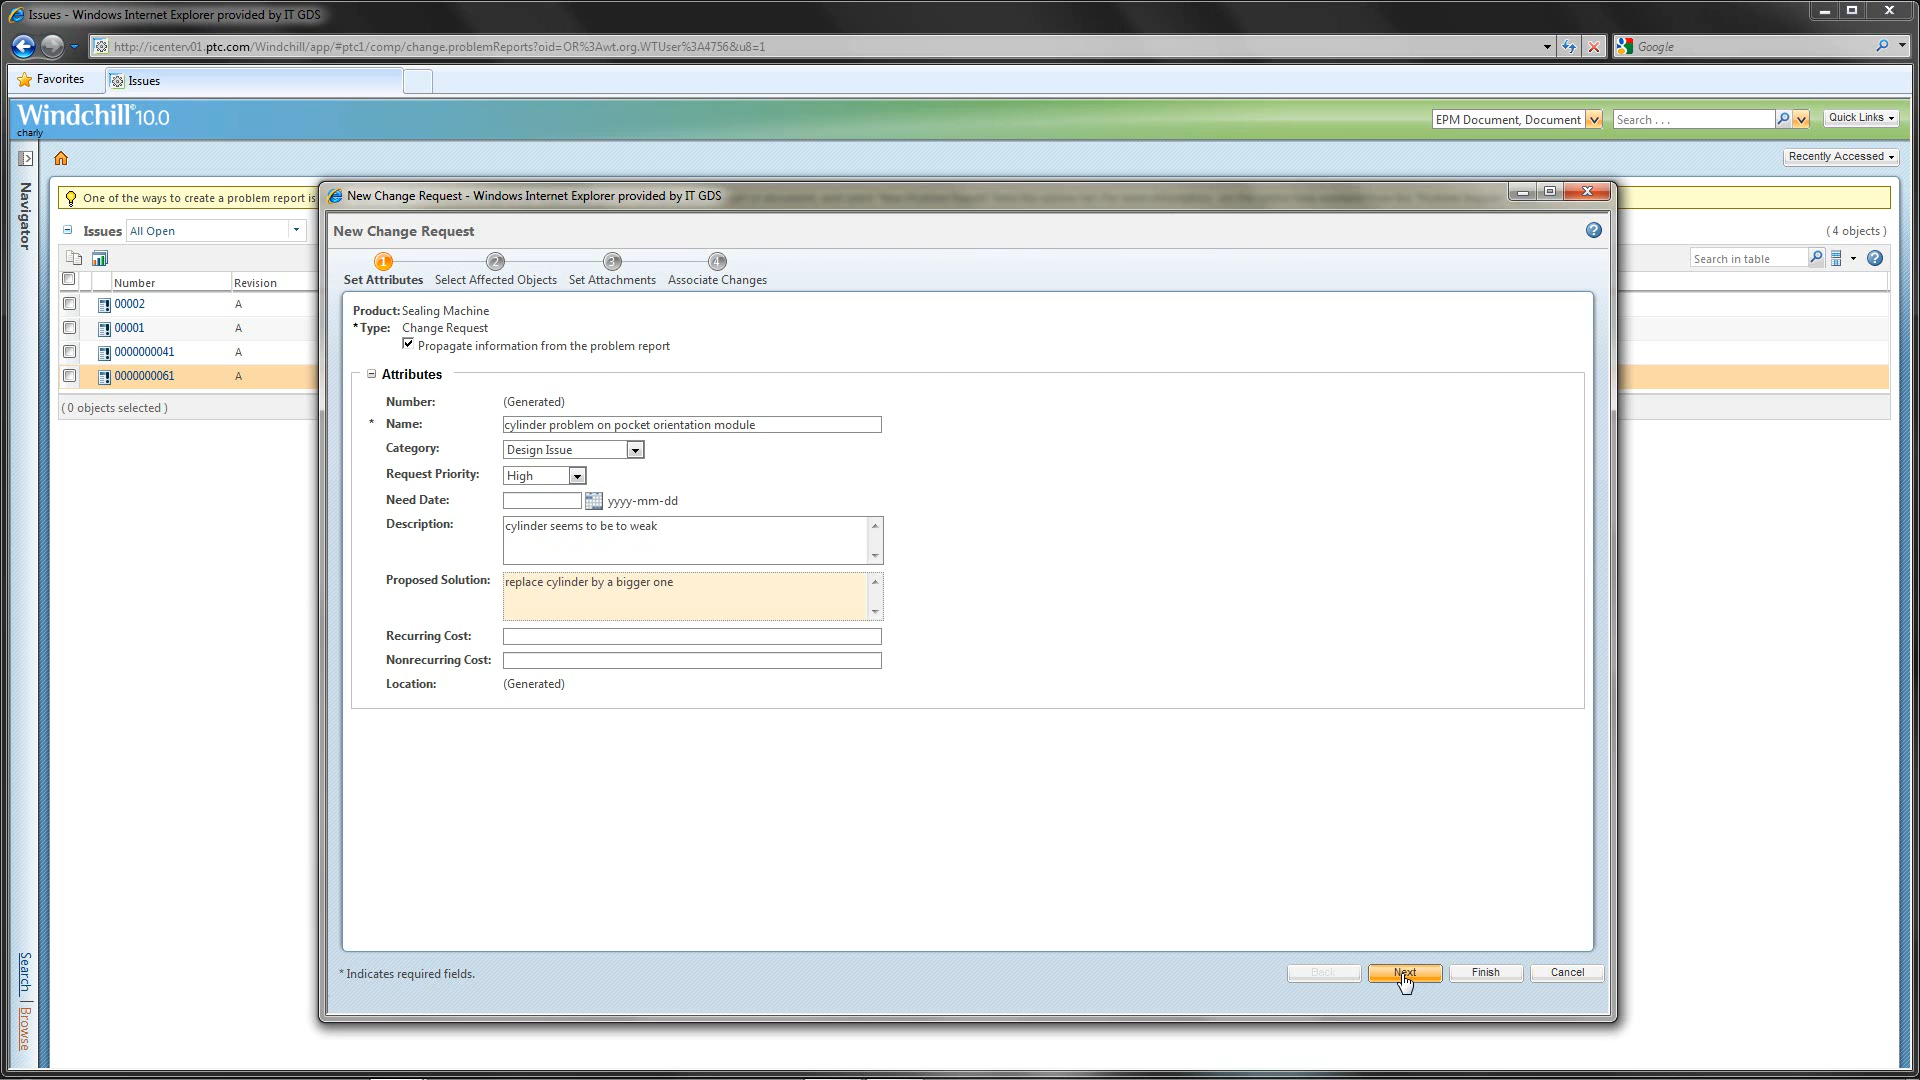 Issues - Windows Internet Explorer provided by IT GDS
http://icenterv01.ptc.com/Windchill/app/#ptc1/comp/change.problemReports?oid=OR%3Awt.org.WTUser%3A4756&u8=1
Google
Favorites
Issues
Windchill® 10.0
charly
EPM Document, Document
Search . . .
Quick Links
Recently Accessed
Navigator
One of the ways to create a problem report is
Issues
All Open
( 4 objects )
Search in table
Number Revision
00002 A
00001 A
0000000041 A
0000000061 A
( 0 objects selected )
New Change Request - Windows Internet Explorer provided by IT GDS
New Change Request
1 2 3 4
Set Attributes Select Affected Objects Set Attachments Associate Changes
Product: Sealing Machine
* Type: Change Request
Propagate information from the problem report
Attributes
Number: (Generated)
* Name: cylinder problem on pocket orientation module
Category: Design Issue
Request Priority: High
Need Date: yyyy-mm-dd
Description: cylinder seems to be to weak
Proposed Solution: replace cylinder by a bigger one
Recurring Cost:
Nonrecurring Cost:
Location: (Generated)
* Indicates required fields.
Back Next Finish Cancel
Search
Browse